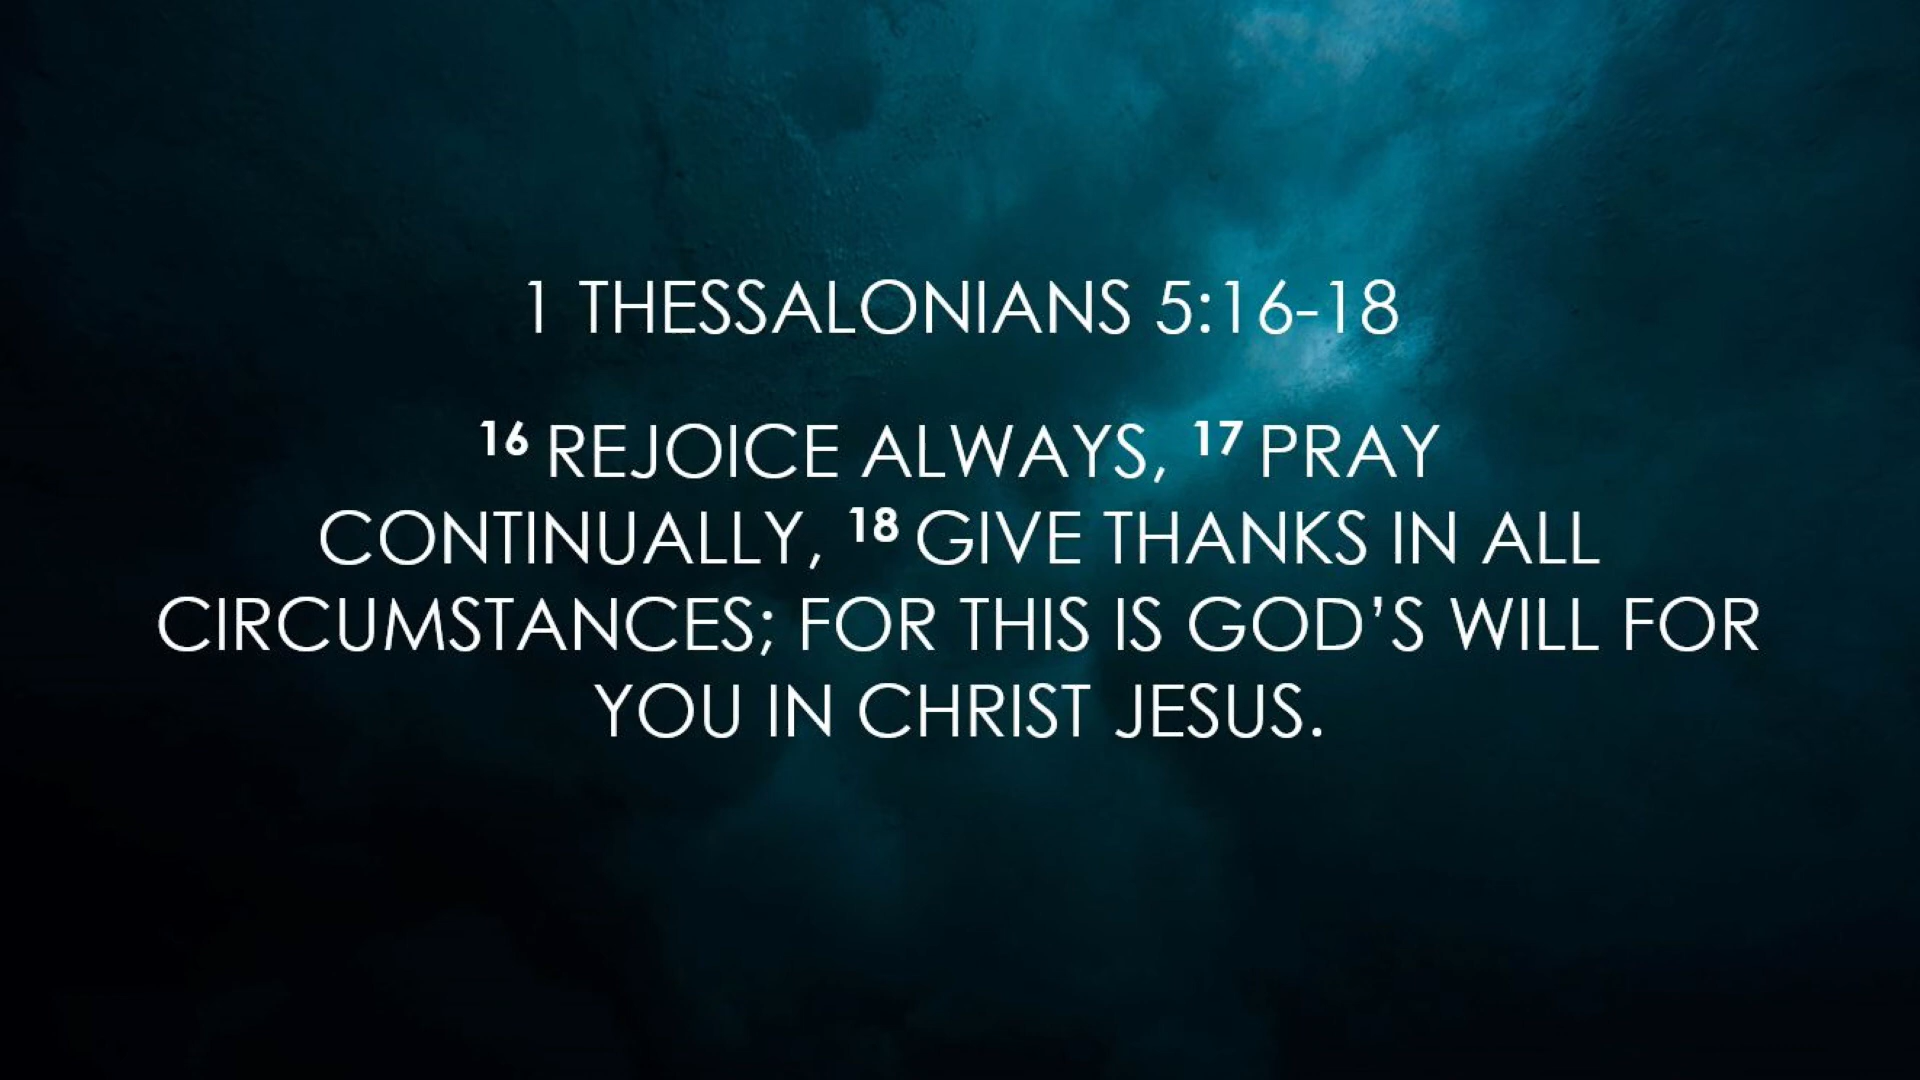 1 THESSALONIANS 5:16-18
16 REJOICE ALWAYS, 17 PRAY
CONTINUALLY, 18 GIVE THANKS IN ALL
CIRCUMSTANCES; FOR THIS IS GOD’S WILL FOR
YOU IN CHRIST JESUS.